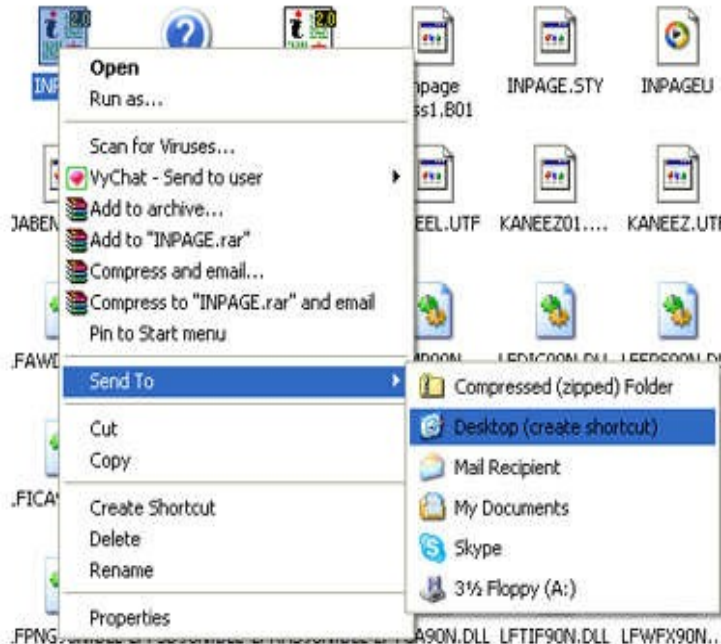 2.0
2.0
INP
npage
ss1.B01
INPAGE.STY
INPAGEU
Open
Run as...
Scan for Viruses...
VyChat - Send to user
Add to archive...
Add to "INPAGE.rar"
Compress and email...
Compress to "INPAGE.rar" and email
Pin to Start menu
Send To
Cut
Copy
Create Shortcut
Delete
Rename
Properties
JABEN
EEL.UTF
KANEEZ01....
KANEEZ.UTF
Compressed (zipped) Folder
Desktop (create shortcut)
Mail Recipient
My Documents
Skype
3½ Floppy (A:)
.FICA
A90N.DLL
LFTIF90N.DLL
LFWFX90N..